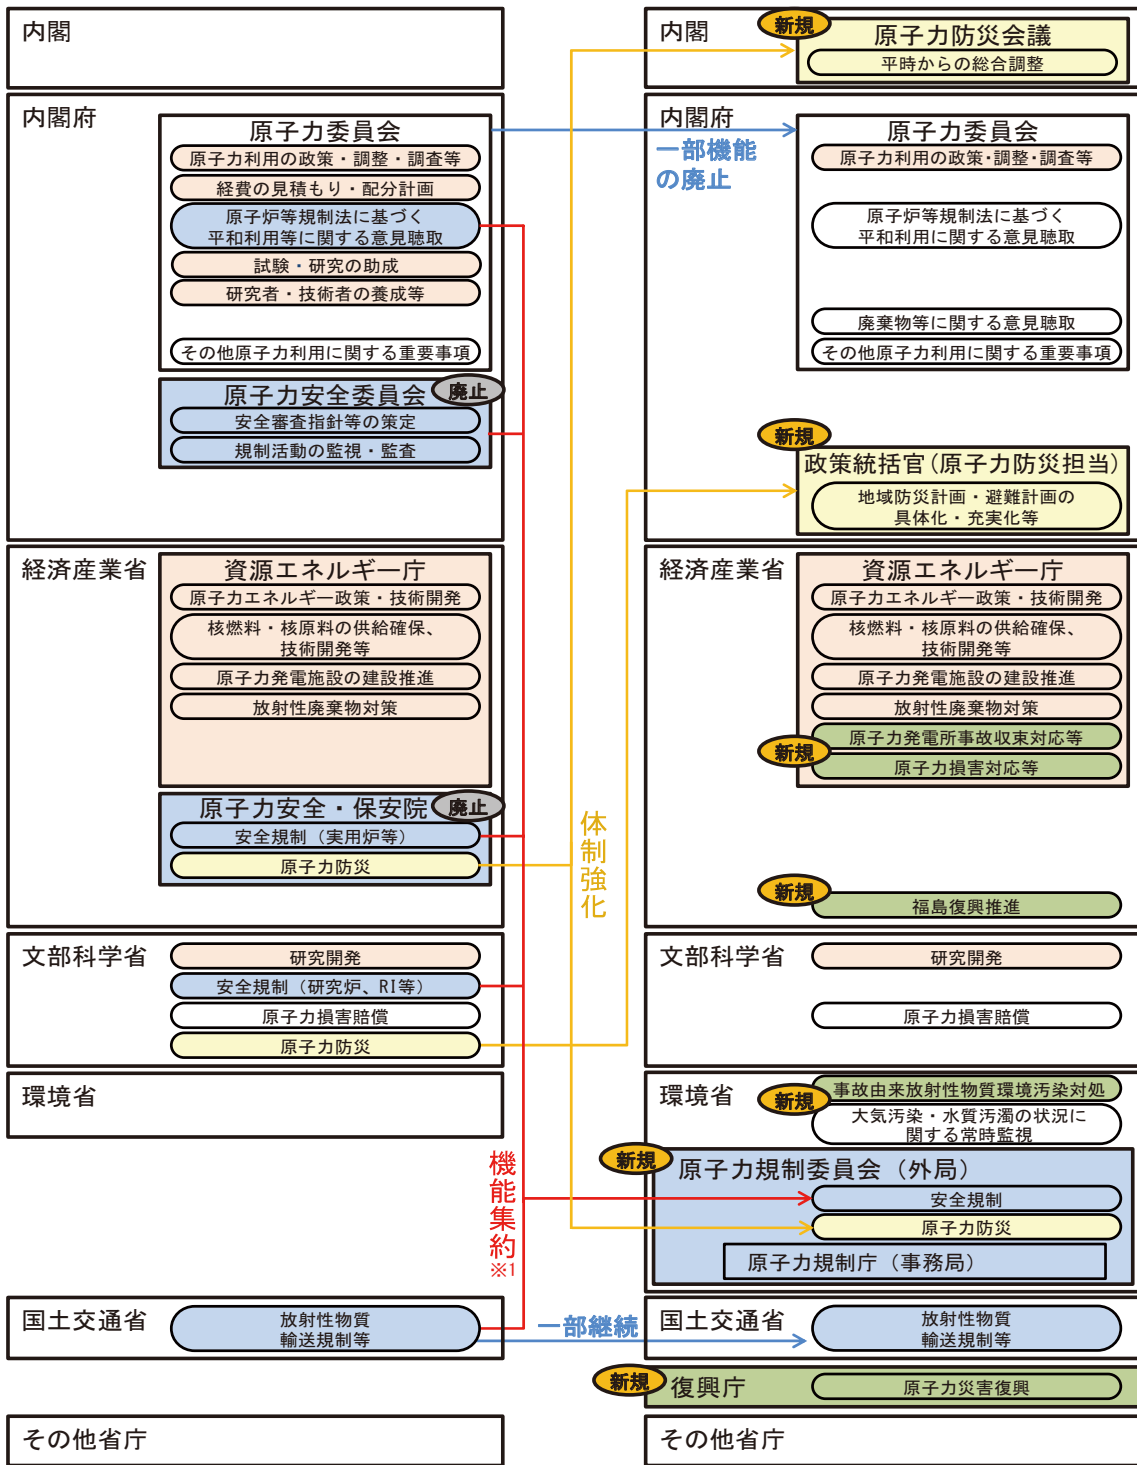 内閣
内閣府
原子力委員会
原子力利用の政策・調整・調査等
経費の見積もり・配分計画
原子炉等規制法に基づく
平和利用等に関する意見聴取
試験・研究の助成
研究者・技術者の養成等
その他原子力利用に関する重要事項
原子力安全委員会
廃止
安全審査指針等の策定
規制活動の監視・監査
経済産業省
資源エネルギー庁
原子力エネルギー政策・技術開発
核燃料・核原料の供給確保、
技術開発等
原子力発電施設の建設推進
放射性廃棄物対策
原子力安全・保安院
廃止
安全規制（実用炉等）
原子力防災
文部科学省
研究開発
安全規制（研究炉、RI等）
原子力損害賠償
原子力防災
環境省
国土交通省
放射性物質
輸送規制等
その他省庁
一部機能
の廃止
体制強化
機能集約
※1
一部継続
内閣
新規
原子力防災会議
平時からの総合調整
内閣府
原子力委員会
原子力利用の政策・調整・調査等
原子炉等規制法に基づく
平和利用に関する意見聴取
廃棄物等に関する意見聴取
その他原子力利用に関する重要事項
新規
政策統括官（原子力防災担当）
地域防災計画・避難計画の
具体化・充実化等
経済産業省
資源エネルギー庁
原子力エネルギー政策・技術開発
核燃料・核原料の供給確保、
技術開発等
原子力発電施設の建設推進
放射性廃棄物対策
原子力発電所事故収束対応等
新規
原子力損害対応等
新規
福島復興推進
文部科学省
研究開発
原子力損害賠償
環境省
新規
事故由来放射性物質環境汚染対処
大気汚染・水質汚濁の状況に
関する常時監視
新規
原子力規制委員会（外局）
安全規制
原子力防災
原子力規制庁（事務局）
国土交通省
放射性物質
輸送規制等
新規
復興庁
原子力災害復興
その他省庁